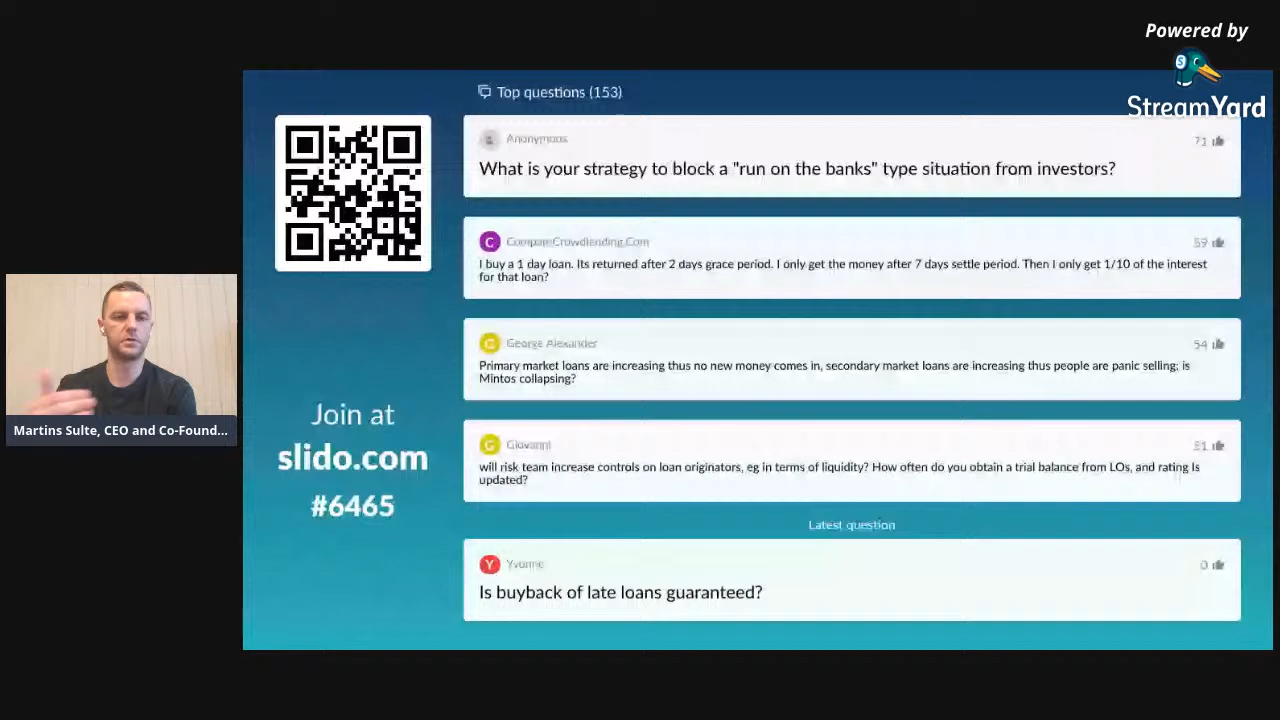 Powered by
StreamYard
Top questions (153)
Anonymous
71
What is your strategy to block a "run on the banks" type situation from investors?
C
CompareCrowdlending.Com
59
I buy a 1 day loan. Its returned after 2 days grace period. I only get the money after 7 days settle period. Then I only get 1/10 of the interest
for that loan?
G
George Alexander
54
Primary market loans are increasing thus no new money comes in, secondary market loans are increasing thus people are panic selling; is
Mintos collapsing?
G
Giovanni
51
will risk team increase controls on loan originators, eg in terms of liquidity? How often do you obtain a trial balance from LOs, and rating is
updated?
Latest question
Y
Yvonne
0
Is buyback of late loans guaranteed?
Join at
slido.com
#6465
Martins Sulte, CEO and Co-Found...